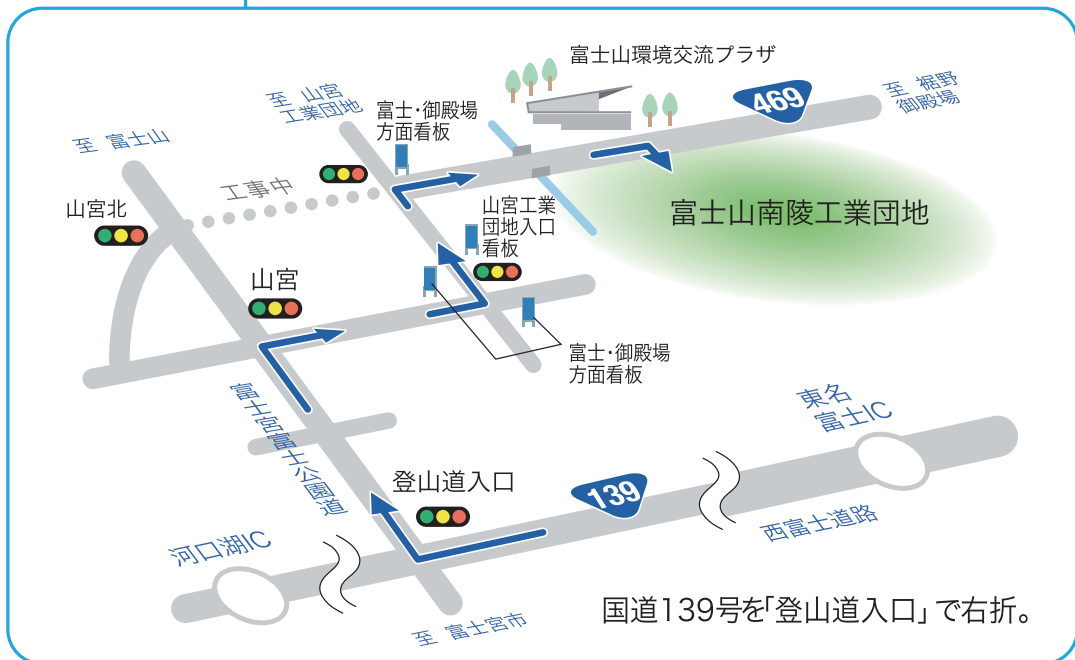 富士山環境交流プラザ
至 山宮
工業団地
富士・御殿場
方面看板
469
至 裾野
御殿場
至 富士山
工事中
山宮北
山宮工業
団地入口
看板
富士山南陵工業団地
山宮
富士・御殿場
方面看板
富士宮富士公園道
東名
富士IC
登山道入口
139
西富士道路
河口湖IC
国道139号を「登山道入口」で右折。
至 富士宮市